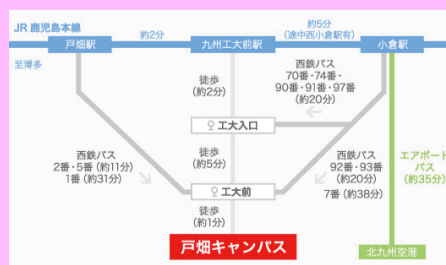 JR 鹿児島本線
戸畑駅
約2分
九州工大前駅
約5分
(途中西小倉駅有)
小倉駅
至博多
徒歩
(約2分)
西鉄バス
70番・74番・
90番・91番・97番
(約20分)
工大入口
西鉄バス
2番・5番 (約11分)
1番 (約31分)
徒歩
(約5分)
西鉄バス
92番・93番
(約20分)
7番 (約38分)
エアポート
バス
(約35分)
工大前
徒歩
(約1分)
戸畑キャンパス
北九州空港